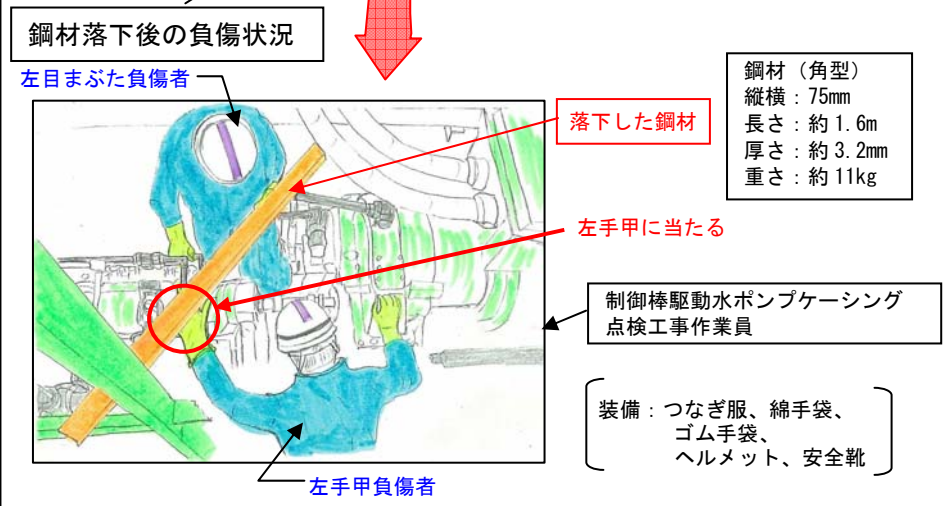 鋼材落下後の負傷状況
左目まぶた負傷者
落下した鋼材
鋼材（角型）
縦横：75mm
長さ：約1.6m
厚さ：約3.2mm
重さ：約11kg
左手甲に当たる
制御棒駆動水ポンプケーシング
点検工事作業員
装備：つなぎ服、綿手袋、
ゴム手袋、
ヘルメット、安全靴
左手甲負傷者